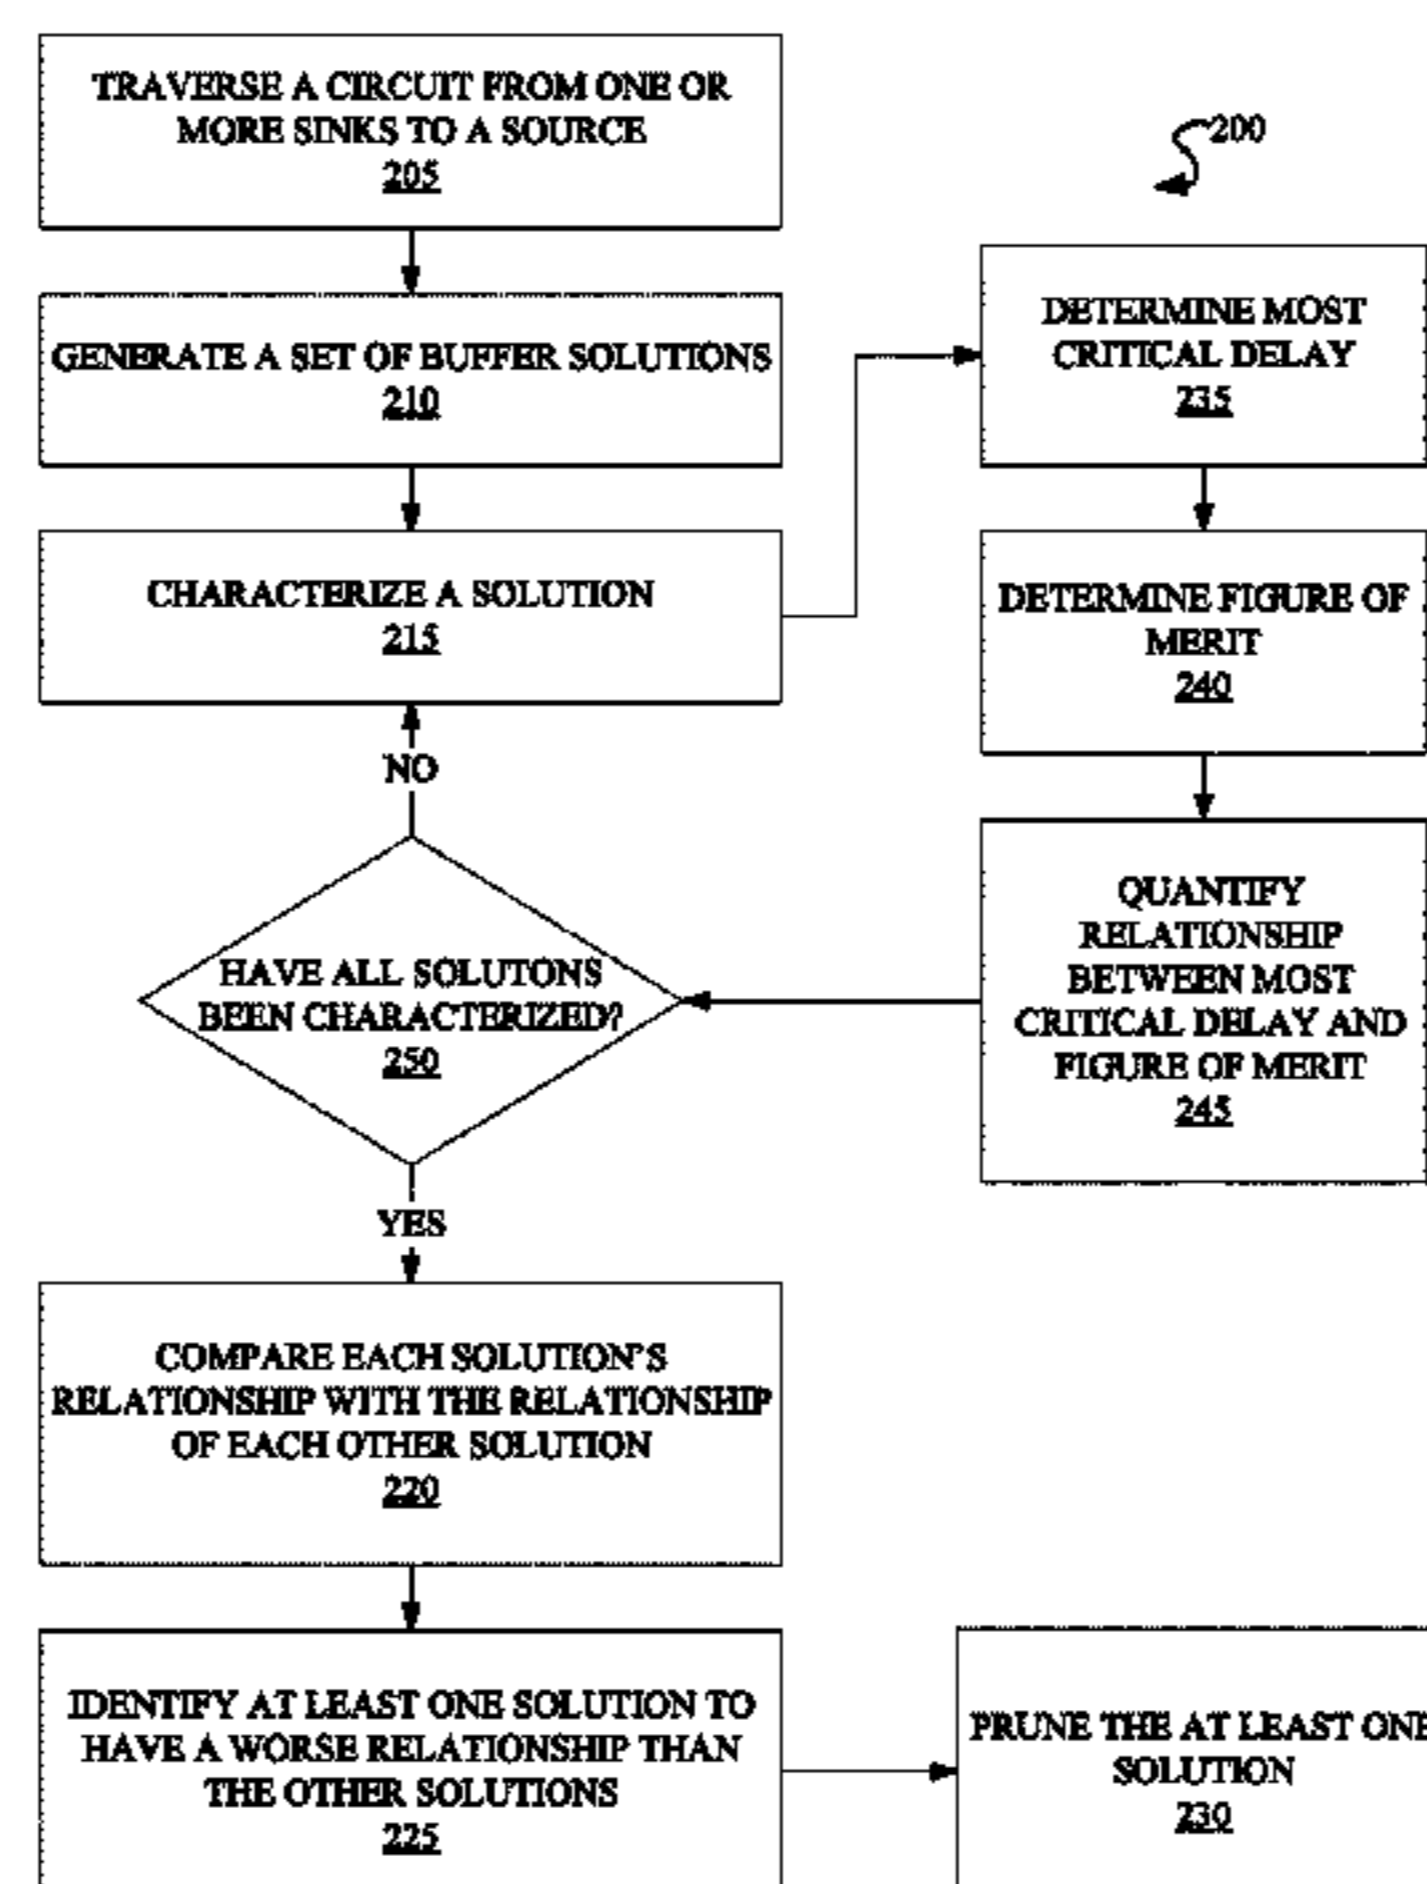 TRAVERSE A CIRCUIT FROM ONE OR
MORE SINKS TO A SOURCE
205
200
GENERATE A SET OF BUFFER SOLUTIONS
210
CHARACTERIZE A SOLUTION
215
DETERMINE MOST
CRITICAL DELAY
235
DETERMINE FIGURE OF
MERIT
240
QUANTIFY
RELATIONSHIP
BETWEEN MOST
CRITICAL DELAY AND
FIGURE OF MERIT
245
NO
HAVE ALL SOLUTONS
BEEN CHARACTERIZED?
250
YES
COMPARE EACH SOLUTION'S
RELATIONSHIP WITH THE RELATIONSHIP
OF EACH OTHER SOLUTION
220
IDENTIFY AT LEAST ONE SOLUTION TO
HAVE A WORSE RELATIONSHIP THAN
THE OTHER SOLUTIONS
225
PRUNE THE AT LEAST ONE
SOLUTION
230